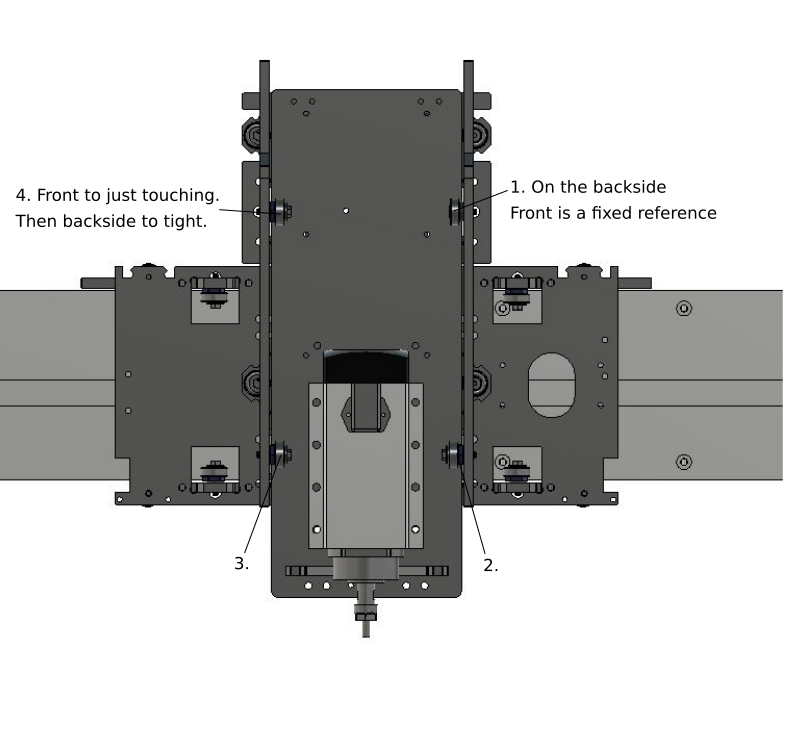 4. Front to just touching.
Then backside to tight.
1. On the backside
Front is a fixed reference
3.
2.